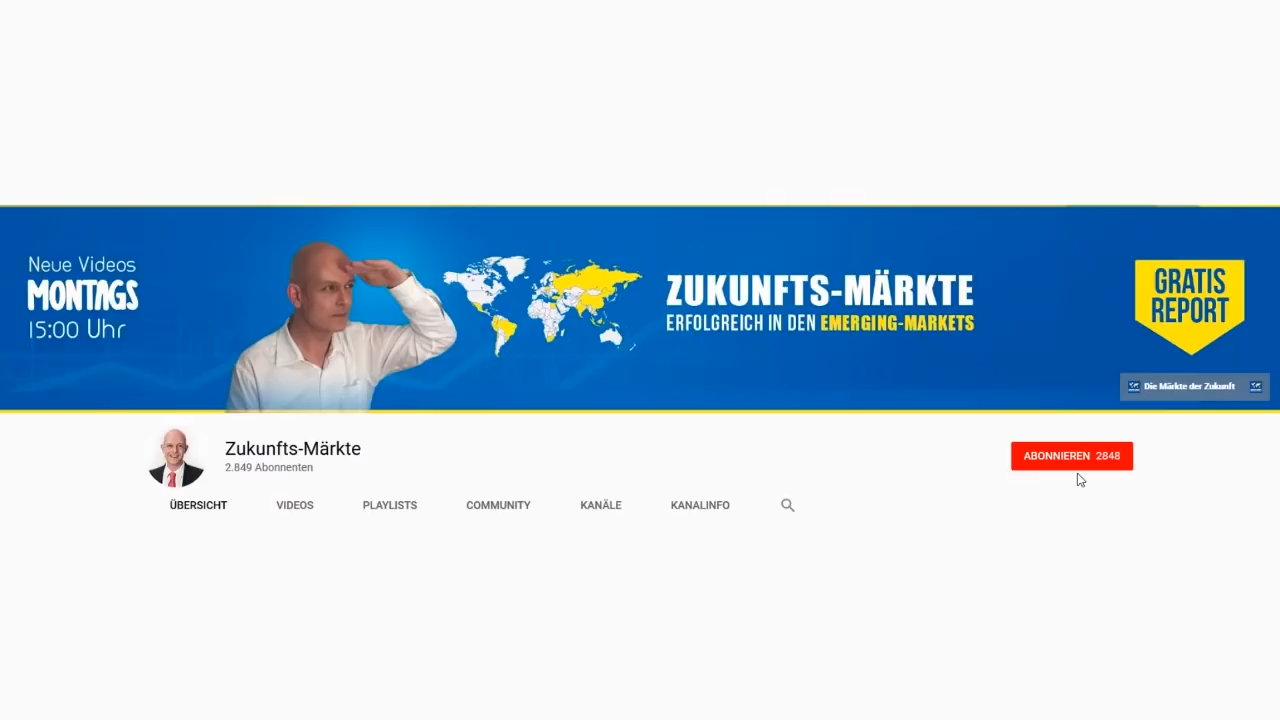 Neue Videos
MONTAGS
15:00 Uhr
ZUKUNFTS-MÄRKTE
ERFOLGREICH IN DEN EMERGING-MARKETS
GRATIS
REPORT
Die Märkte der Zukunft
Zukunfts-Märkte
2.849 Abonnenten
ABONNIEREN 2848
ÜBERSICHT VIDEOS PLAYLISTS COMMUNITY KANÄLE KANALINFO